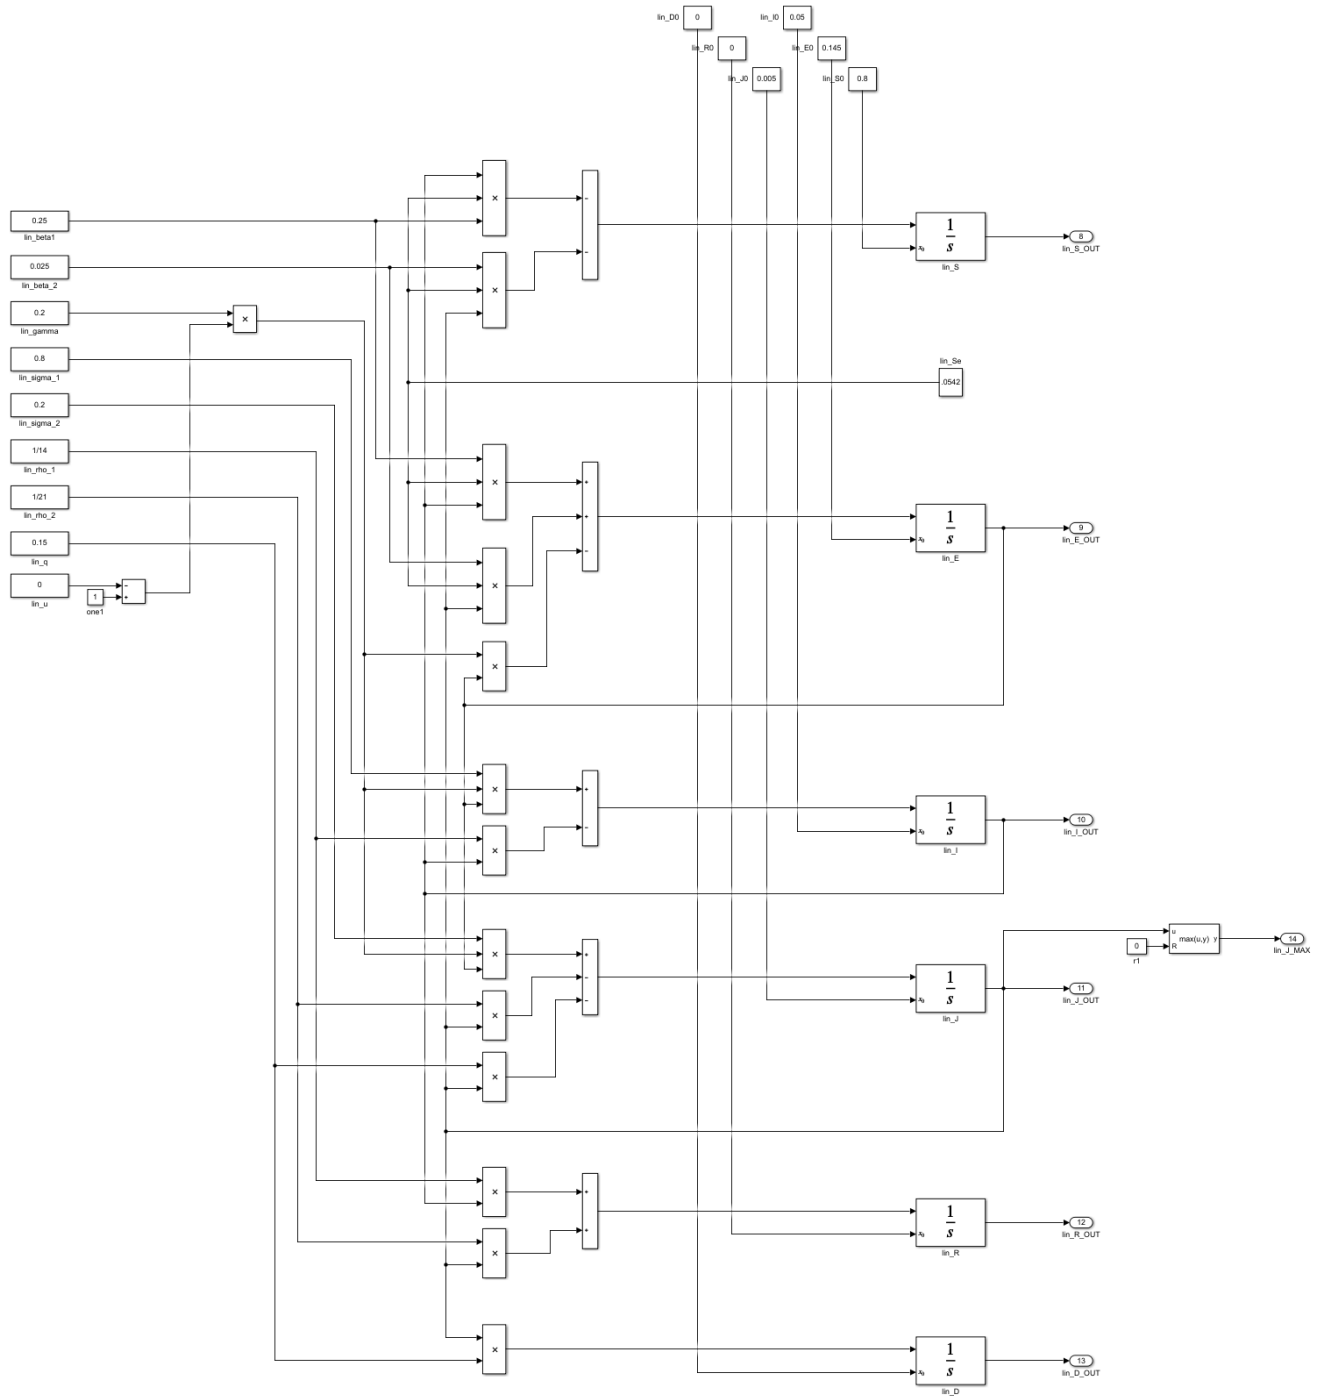 lin_D0
0
lin_I0
0.05
lin_R0
0
lin_E0
0.145
lin_J0
0.005
lin_S0
0.8
×
-
0.25
lin_beta1
1
s
x₀
lin_S
8
lin_S_OUT
-
0.025
lin_beta_2
×
0.2
lin_gamma
×
0.8
lin_sigma_1
lin_Se
.0542
0.2
lin_sigma_2
1/14
lin_rho_1
×
+
1/21
lin_rho_2
+
1
s
x₀
lin_E
9
lin_E_OUT
0.15
lin_q
-
×
0
lin_u
-
+
1
one1
×
×
+
×
-
1
s
x₀
lin_I
10
lin_I_OUT
×
+
-
-
×
×
1
s
x₀
lin_J
11
lin_J_OUT
0
r1
u
R
max(u,y)
y
14
lin_J_MAX
×
+
×
+
1
s
x₀
lin_R
12
lin_R_OUT
×
1
s
x₀
lin_D
13
lin_D_OUT